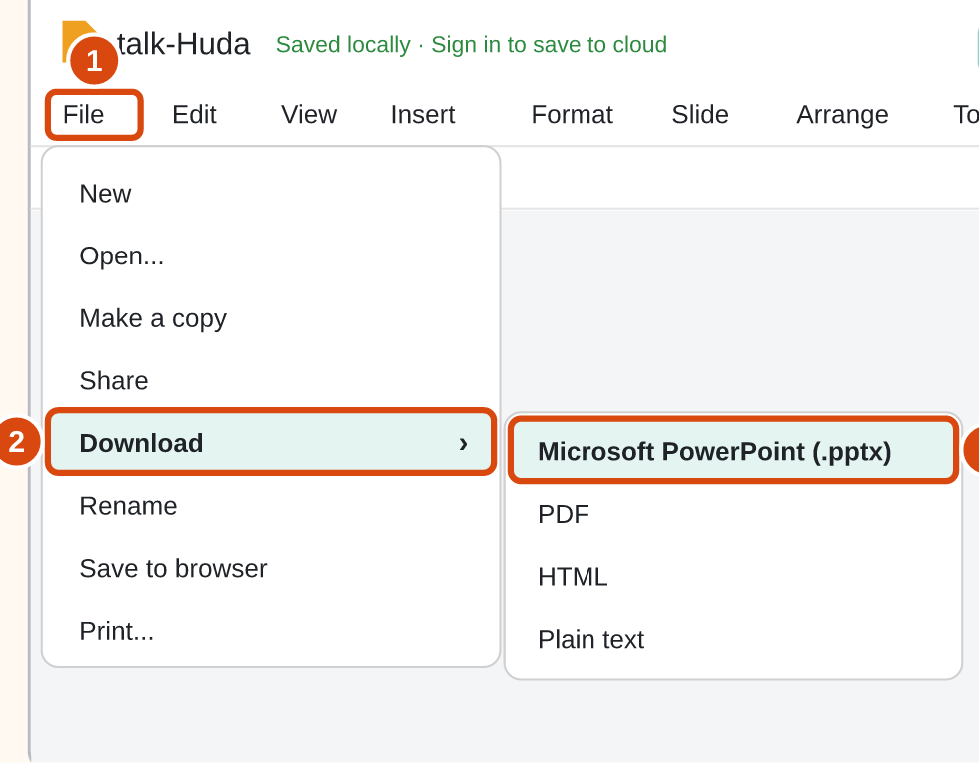 talk-Huda Saved locally · Sign in to save to cloud
1
File Edit View Insert Format Slide Arrange
New
Open...
Make a copy
Share
2 Download › Microsoft PowerPoint (.pptx)
Rename PDF
Save to browser HTML
Print... Plain text